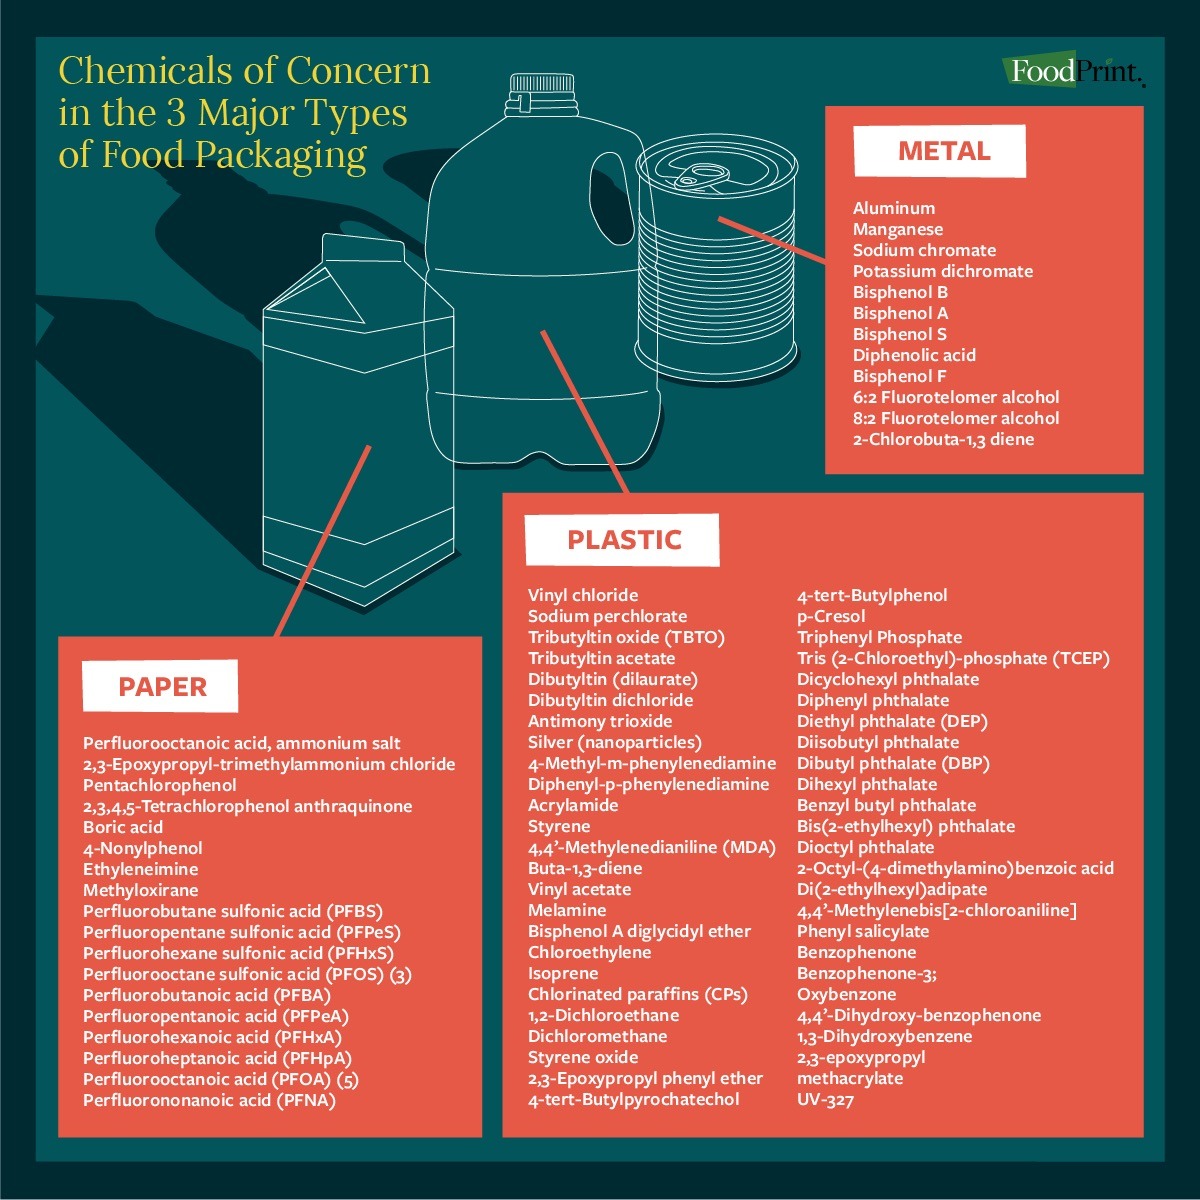 Chemicals of Concern
in the 3 Major Types
of Food Packaging
FoodPrint.
METAL
Aluminum
Manganese
Sodium chromate
Potassium dichromate
Bisphenol B
Bisphenol A
Bisphenol S
Diphenolic acid
Bisphenol F
6:2 Fluorotelomer alcohol
8:2 Fluorotelomer alcohol
2-Chlorobuta-1,3 diene
PLASTIC
Vinyl chloride
Sodium perchlorate
Tributyltin oxide (TBTO)
Tributyltin acetate
Dibutyltin (dilaurate)
Dibutyltin dichloride
Antimony trioxide
Silver (nanoparticles)
4-Methyl-m-phenylenediamine
Diphenyl-p-phenylenediamine
Acrylamide
Styrene
4,4’-Methylenedianiline (MDA)
Buta-1,3-diene
Vinyl acetate
Melamine
Bisphenol A diglycidyl ether
Chloroethylene
Isoprene
Chlorinated paraffins (CPs)
1,2-Dichloroethane
Dichloromethane
Styrene oxide
2,3-Epoxypropyl phenyl ether
4-tert-Butylpyrochatechol
4-tert-Butylphenol
p-Cresol
Triphenyl Phosphate
Tris (2-Chloroethyl)-phosphate (TCEP)
Dicyclohexyl phthalate
Diphenyl phthalate
Diethyl phthalate (DEP)
Diisobutyl phthalate
Dibutyl phthalate (DBP)
Dihexyl phthalate
Benzyl butyl phthalate
Bis(2-ethylhexyl) phthalate
Dioctyl phthalate
2-Octyl-(4-dimethylamino)benzoic acid
Di(2-ethylhexyl)adipate
4,4’-Methylenebis[2-chloroaniline]
Phenyl salicylate
Benzophenone
Benzophenone-3;
Oxybenzone
4,4’-Dihydroxy-benzophenone
1,3-Dihydroxybenzene
2,3-epoxypropyl
methacrylate
UV-327
PAPER
Perfluorooctanoic acid, ammonium salt
2,3-Epoxypropyl-trimethylammonium chloride
Pentachlorophenol
2,3,4,5-Tetrachlorophenol anthraquinone
Boric acid
4-Nonylphenol
Ethyleneimine
Methyloxirane
Perfluorobutane sulfonic acid (PFBS)
Perfluoropentane sulfonic acid (PFPeS)
Perfluorohexane sulfonic acid (PFHxS)
Perfluorooctane sulfonic acid (PFOS) (3)
Perfluorobutanoic acid (PFBA)
Perfluoropentanoic acid (PFPeA)
Perfluorohexanoic acid (PFHxA)
Perfluoroheptanoic acid (PFHpA)
Perfluorooctanoic acid (PFOA) (5)
Perfluorononanoic acid (PFNA)